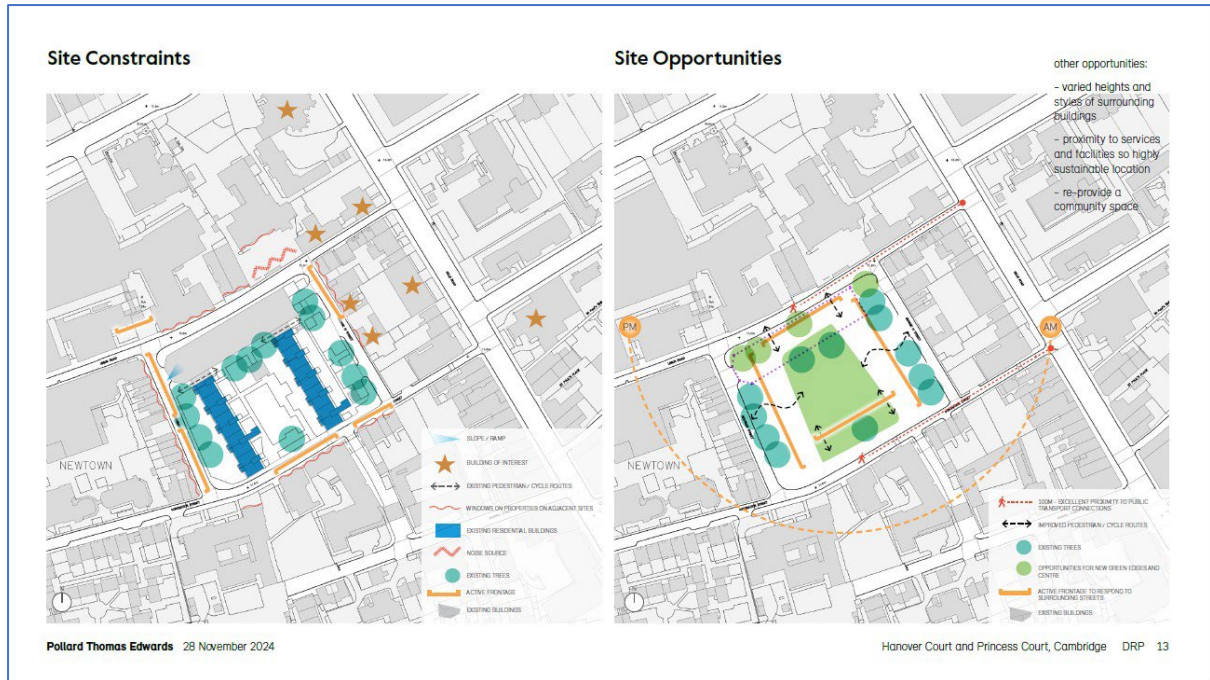 Site Constraints
Site Opportunities
other opportunities:
- varied heights and
styles of surrounding
buildings
- proximity to services
and facilities so highly
sustainable location
- re-provide a
community space
NEWTOWN
SLOPE / RAMP
BUILDING OF INTEREST
EXISTING PEDESTRIAN / CYCLE ROUTES
WINDOWS ON PROPERTIES ON ADJACENT SITES
EXISTING RESIDENTIAL BUILDINGS
NOISE SOURCE
EXISTING TREES
ACTIVE FRONTAGE
EXISTING BUILDINGS
N
PM
AM
NEWTOWN
100M - EXCELLENT PROXIMITY TO PUBLIC
TRANSPORT CONNECTIONS
IMPROVED PEDESTRIAN / CYCLE ROUTES
EXISTING TREES
OPPORTUNITIES FOR NEW GREEN EDGES AND
CENTRE
ACTIVE FRONTAGE TO RESPOND TO
SURROUNDING STREETS
EXISTING BUILDINGS
Pollard Thomas Edwards 28 November 2024
Hanover Court and Princess Court, Cambridge DRP 13